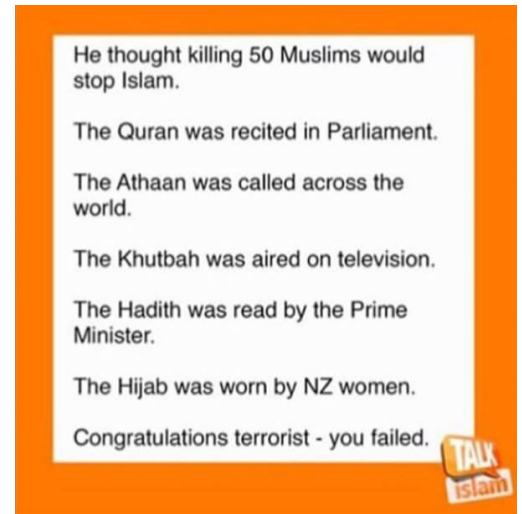 He thought killing 50 Muslims would
stop Islam.
The Quran was recited in Parliament.
The Athaan was called across the
world.
The Khutbah was aired on television.
The Hadith was read by the Prime
Minister.
The Hijab was worn by NZ women.
Congratulations terrorist - you failed.
TALK
islam